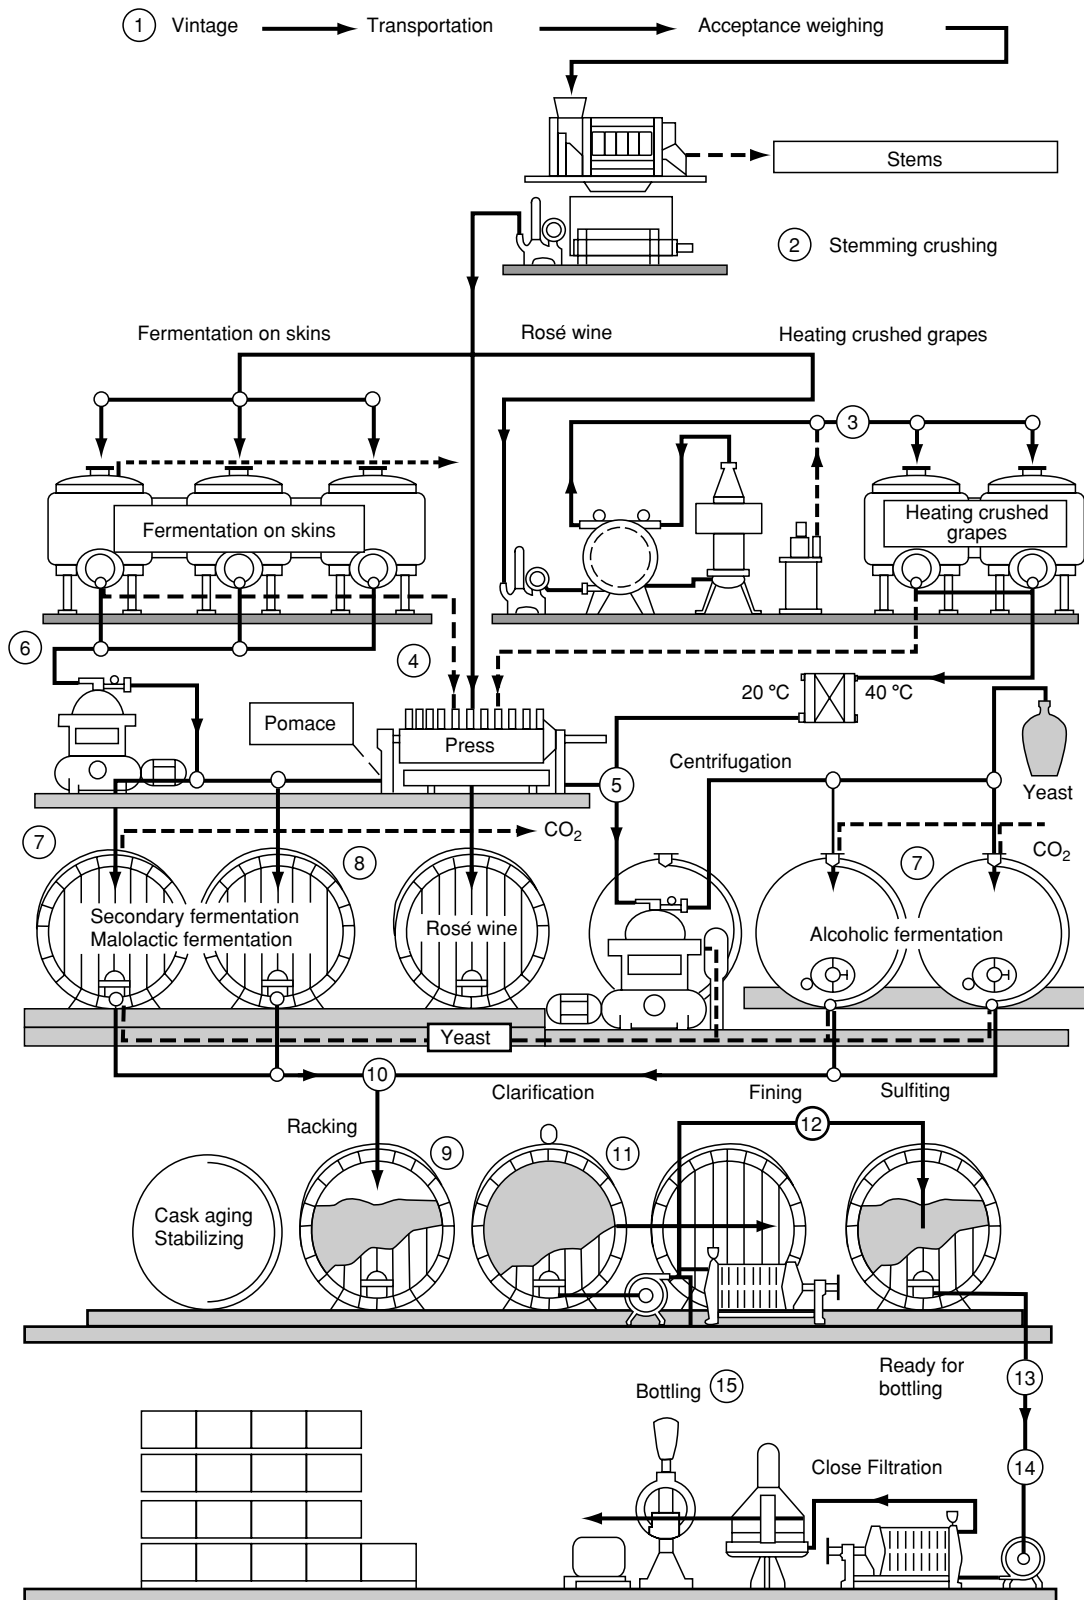 1 Vintage Transportation Acceptance weighing
Stems
2 Stemming crushing
Fermentation on skins Rosé wine Heating crushed grapes
3
Fermentation on skins
Heating crushed
grapes
6
4
20 ºC 40 ºC
Pomace
Press
Centrifugation
5
Yeast
7
CO2
8
7
CO2
Secondary fermentation
Malolactic fermentation
Rosé wine
Alcoholic fermentation
Yeast
10
Clarification Fining Sulfiting
Racking
12
9
11
Cask aging
Stabilizing
Ready for
bottling
13
Bottling 15
Close Filtration
14